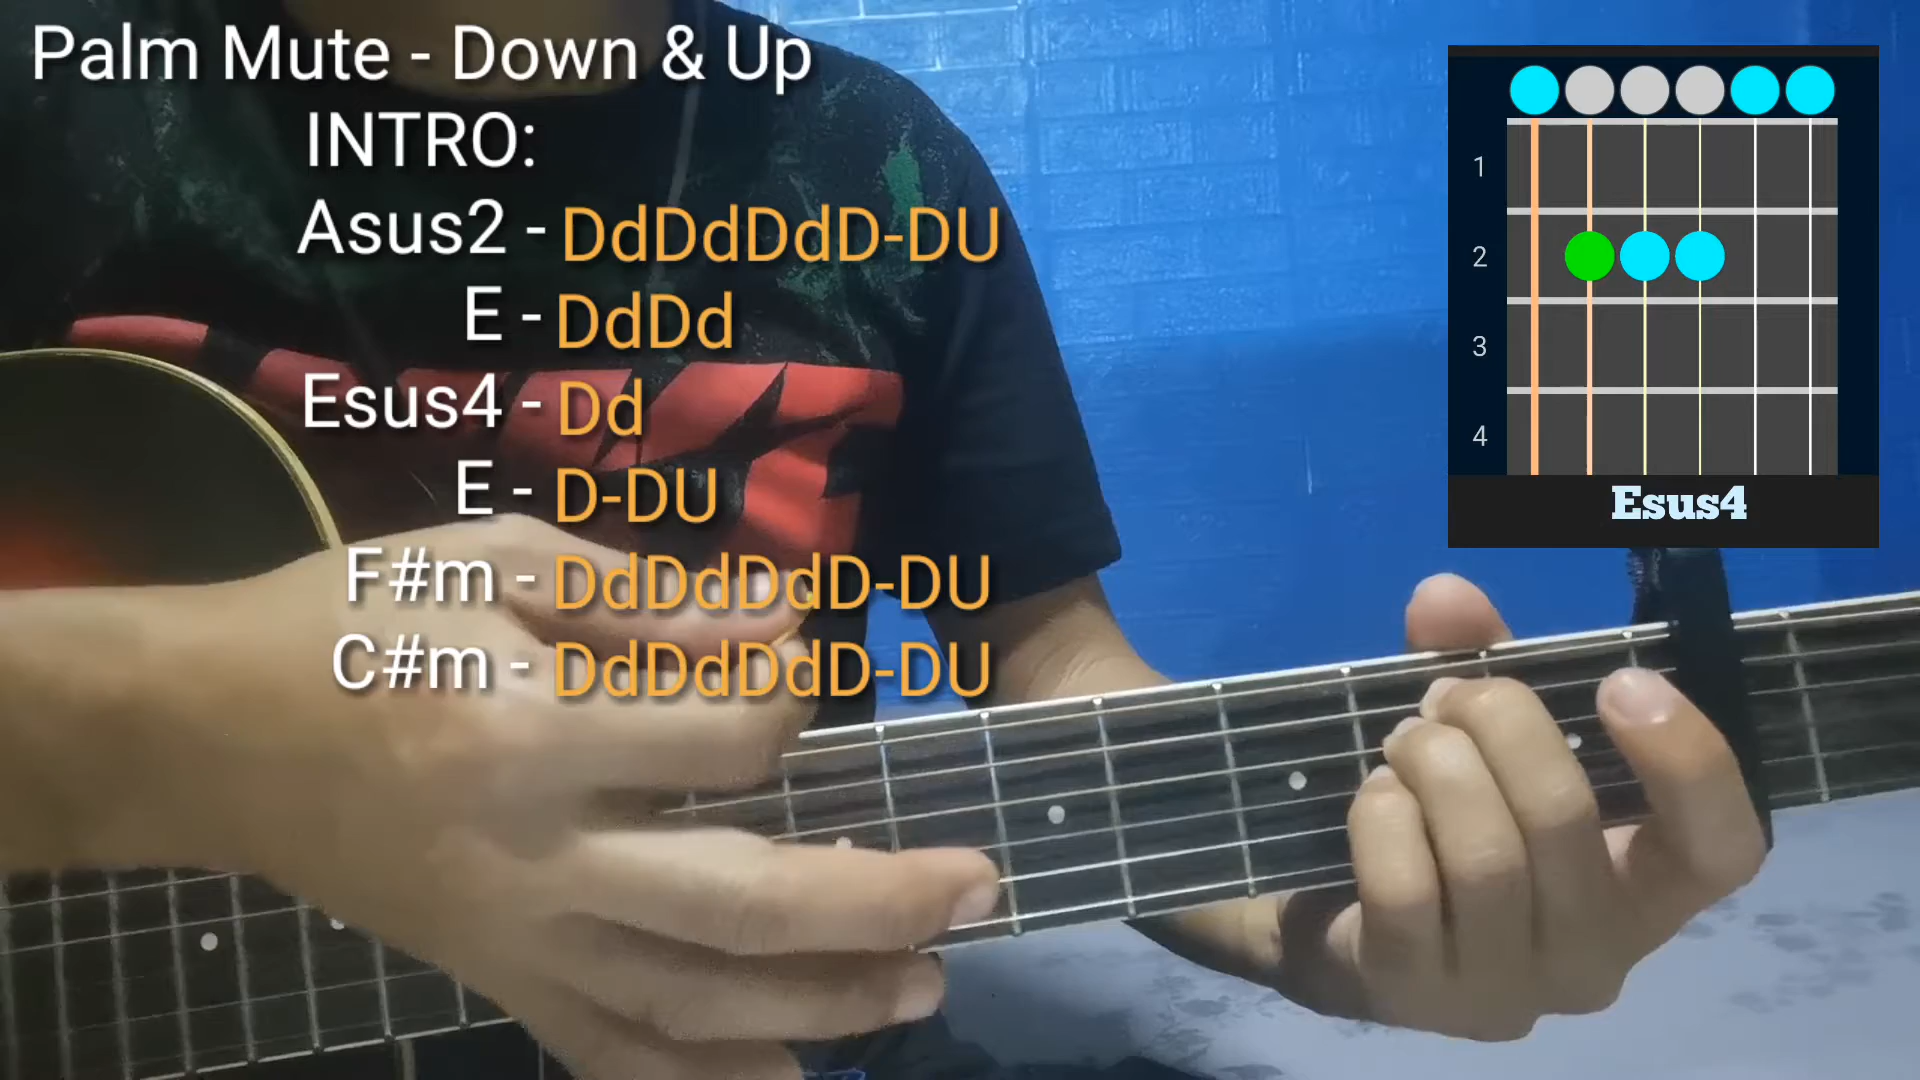 Palm Mute - Down & Up
INTRO:
Asus2 - DdDdDdD-DU
E - DdDd
Esus4 - Dd
E - D-DU
F#m - DdDdDdD-DU
C#m - DdDdDdD-DU
1
2
3
4
Esus4